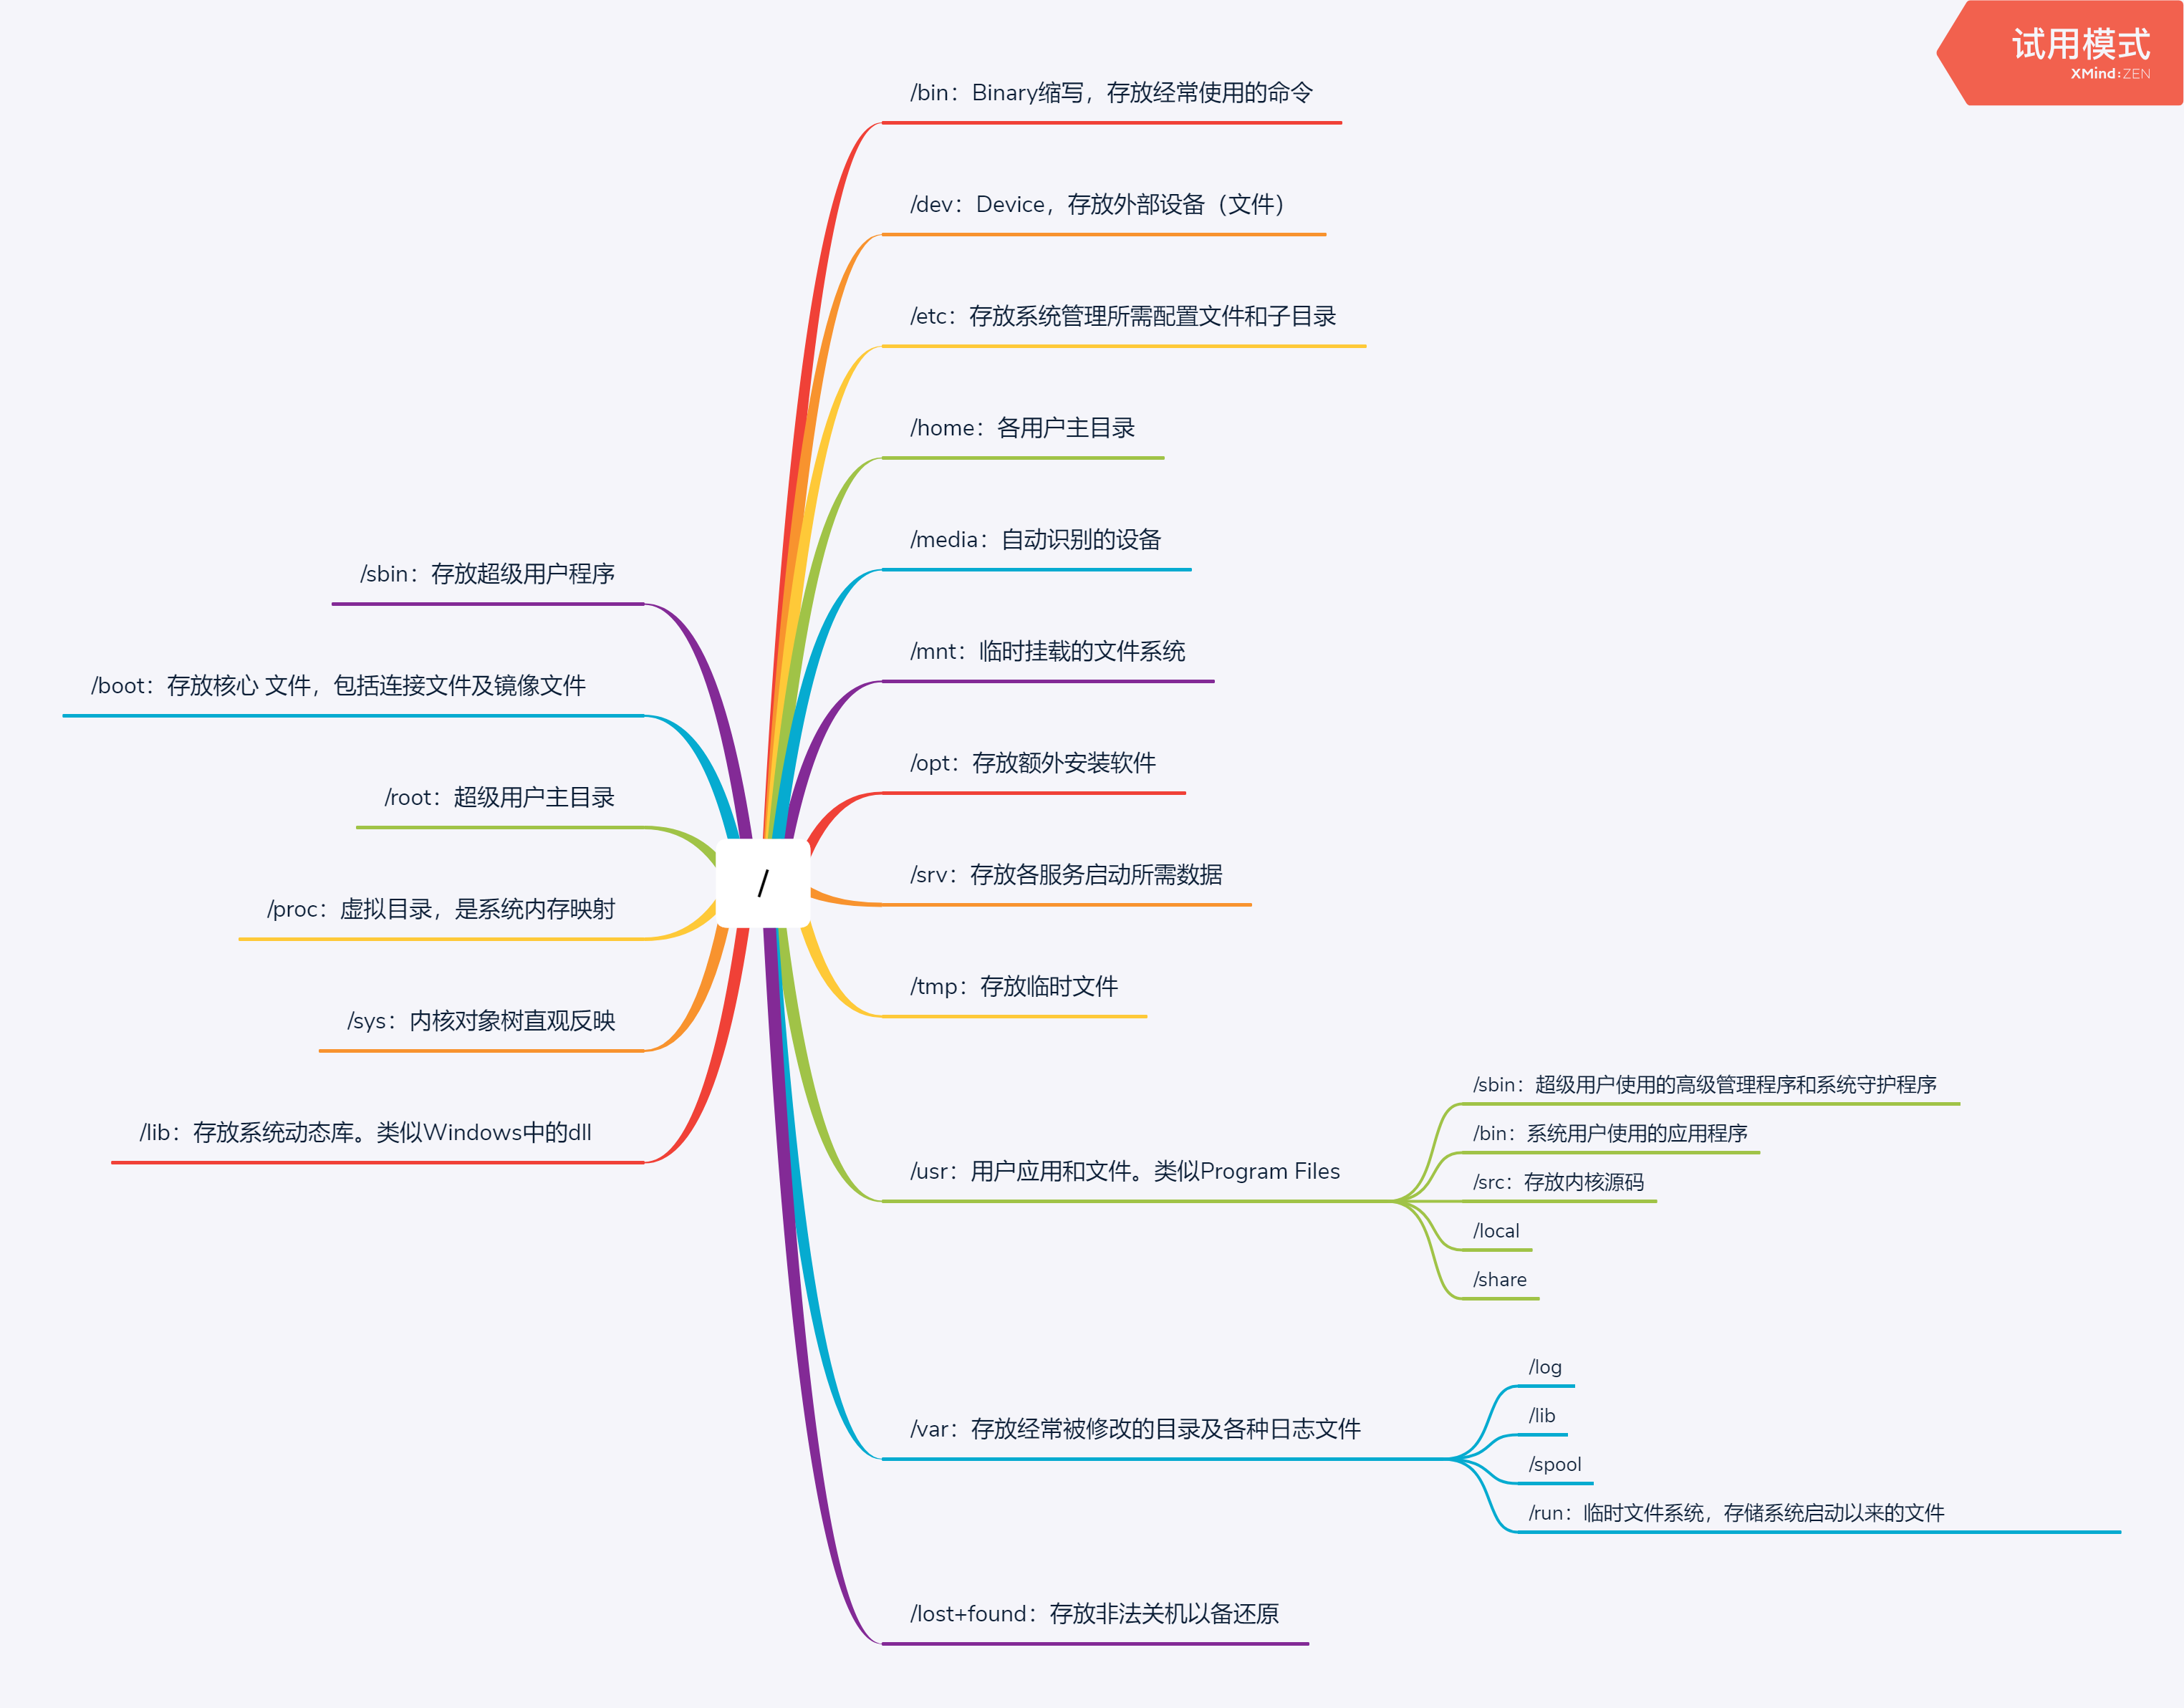 试用模式
XMind:ZEN
/bin：Binary缩写，存放经常使用的命令
/dev：Device，存放外部设备（文件）
/etc：存放系统管理所需配置文件和子目录
/home：各用户主目录
/media：自动识别的设备
/mnt：临时挂载的文件系统
/opt：存放额外安装软件
/srv：存放各服务启动所需数据
/tmp：存放临时文件
/usr：用户应用和文件。类似Program Files
/sbin：超级用户使用的高级管理程序和系统守护程序
/bin：系统用户使用的应用程序
/src：存放内核源码
/local
/share
/var：存放经常被修改的目录及各种日志文件
/log
/lib
/spool
/run：临时文件系统，存储系统启动以来的文件
/lost+found：存放非法关机以备还原
/
/sbin：存放超级用户程序
/boot：存放核心 文件，包括连接文件及镜像文件
/root：超级用户主目录
/proc：虚拟目录，是系统内存映射
/sys：内核对象树直观反映
/lib：存放系统动态库。类似Windows中的dll